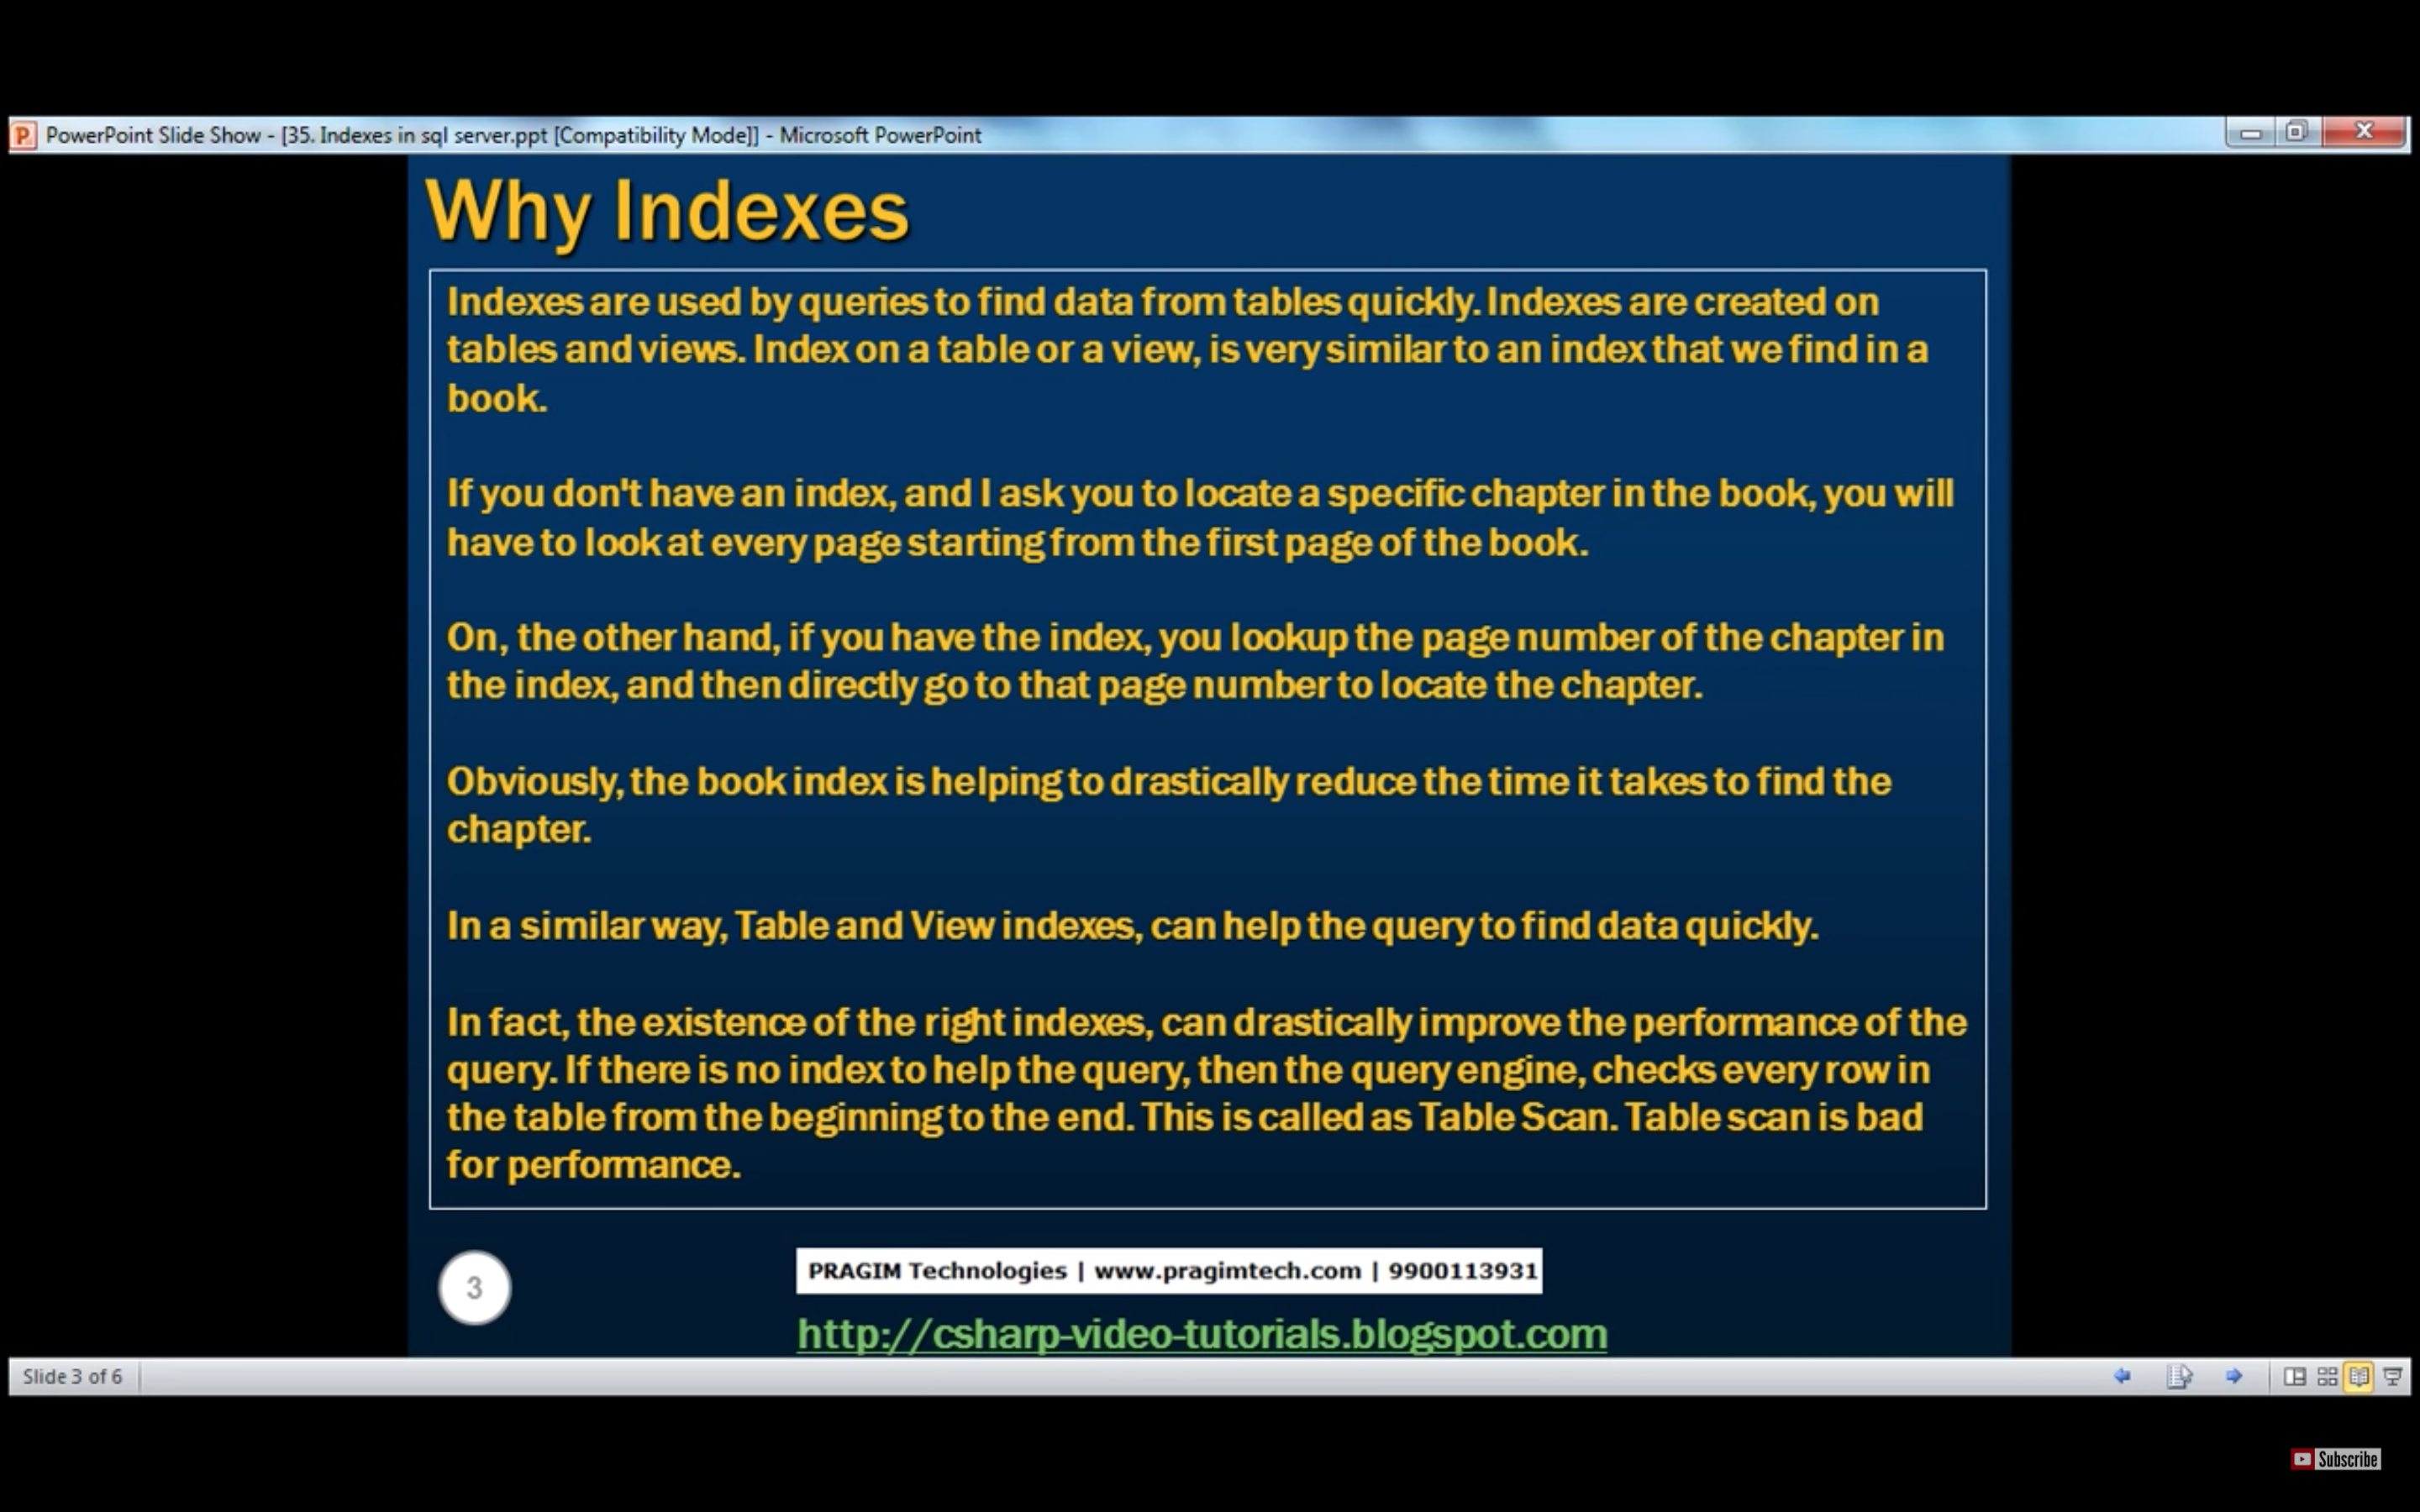 PowerPoint Slide Show - [35. Indexes in sql server.ppt [Compatibility Mode]] - Microsoft PowerPoint
Why Indexes
Indexes are used by queries to find data from tables quickly. Indexes are created on
tables and views. Index on a table or a view, is very similar to an index that we find in a
book.
If you don't have an index, and I ask you to locate a specific chapter in the book, you will
have to look at every page starting from the first page of the book.
On, the other hand, if you have the index, you lookup the page number of the chapter in
the index, and then directly go to that page number to locate the chapter.
Obviously, the book index is helping to drastically reduce the time it takes to find the
chapter.
In a similar way, Table and View indexes, can help the query to find data quickly.
In fact, the existence of the right indexes, can drastically improve the performance of the
query. If there is no index to help the query, then the query engine, checks every row in
the table from the beginning to the end. This is called as Table Scan. Table scan is bad
for performance.
3
PRAGIM Technologies | www.pragimtech.com | 9900113931
http://csharp-video-tutorials.blogspot.com
Slide 3 of 6
Subscribe